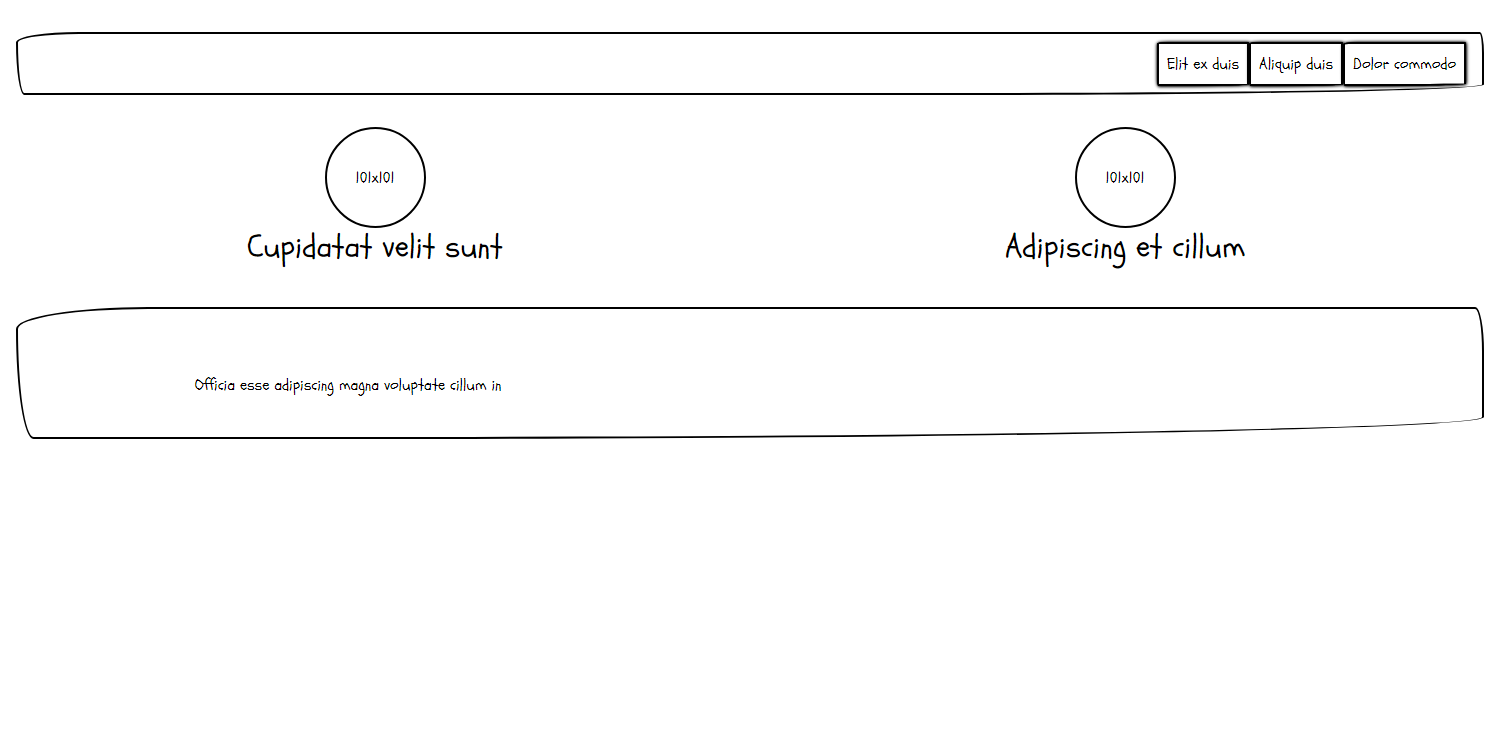 Elit ex duis Aliquip duis Dolor commodo
101x101 101x101
Cupidatat velit sunt Adipiscing et cillum
Officia esse adipiscing magna voluptate cillum in